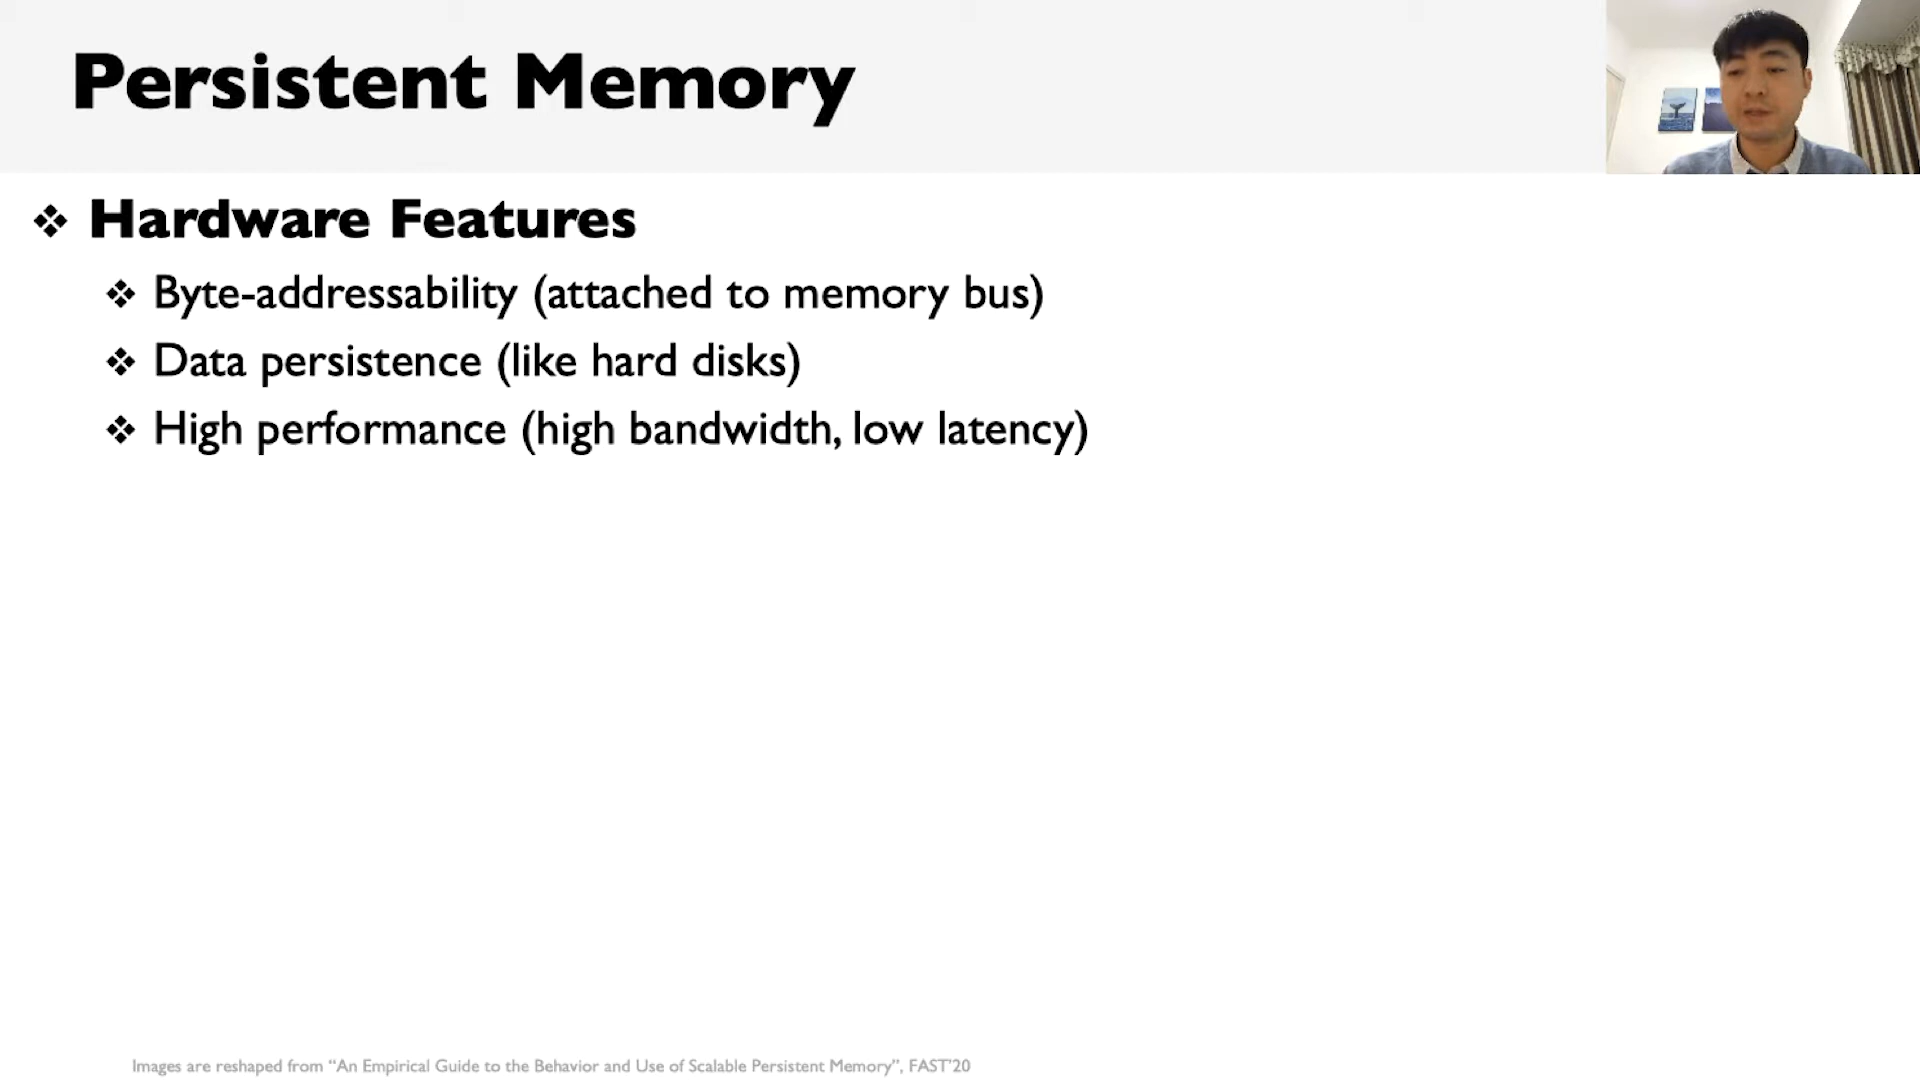 Persistent Memory
❖ Hardware Features
❖ Byte-addressability (attached to memory bus)
❖ Data persistence (like hard disks)
❖ High performance (high bandwidth, low latency)
Images are reshaped from “An Empirical Guide to the Behavior and Use of Scalable Persistent Memory”, FAST’20